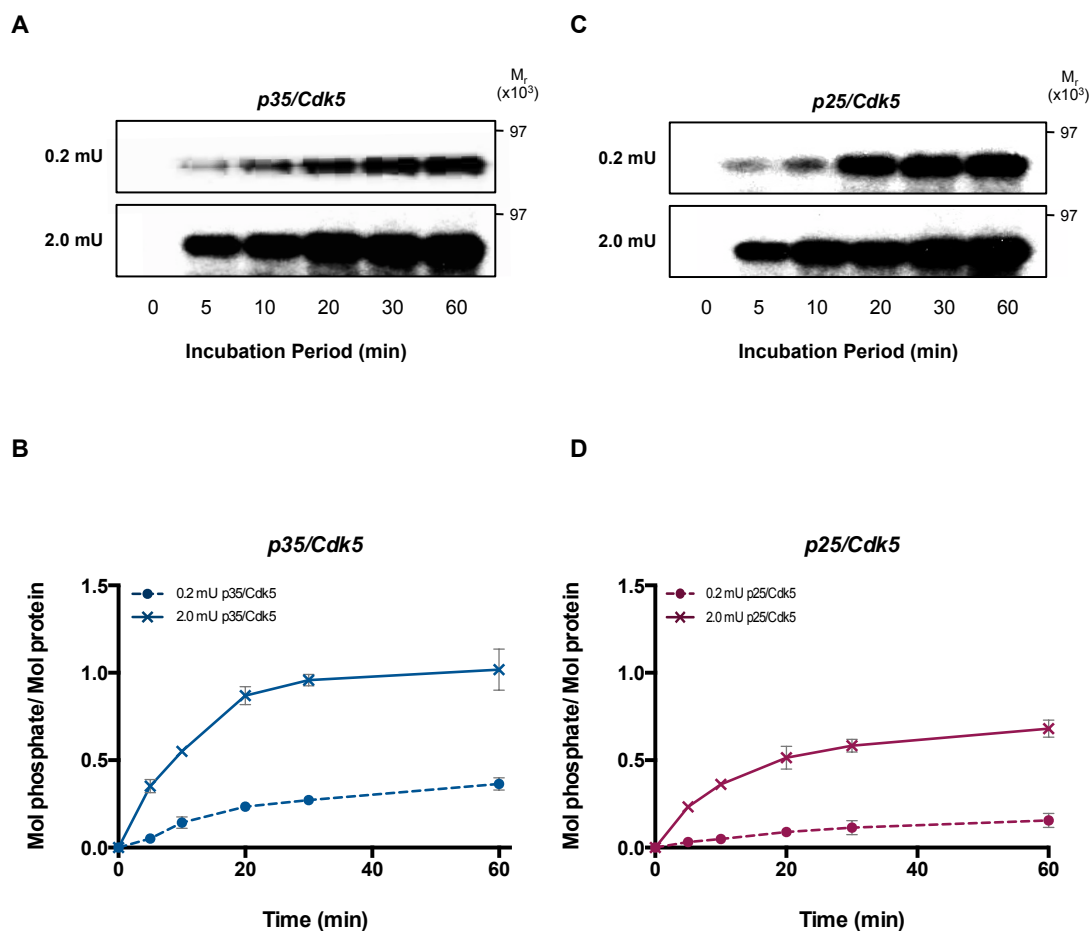 A
p35/Cdk5
Mr
(x10³)
97
0.2 mU
97
2.0 mU
0 5 10 20 30 60
Incubation Period (min)
C
p25/Cdk5
Mr
(x10³)
97
0.2 mU
97
2.0 mU
0 5 10 20 30 60
Incubation Period (min)
B
p35/Cdk5
Mol phosphate/ Mol protein
1.5
1.0
0.5
0.0
0.2 mU p35/Cdk5
2.0 mU p35/Cdk5
0 20 40 60
Time (min)
D
p25/Cdk5
Mol phosphate/ Mol protein
1.5
1.0
0.5
0.0
0.2 mU p25/Cdk5
2.0 mU p25/Cdk5
0 20 40 60
Time (min)